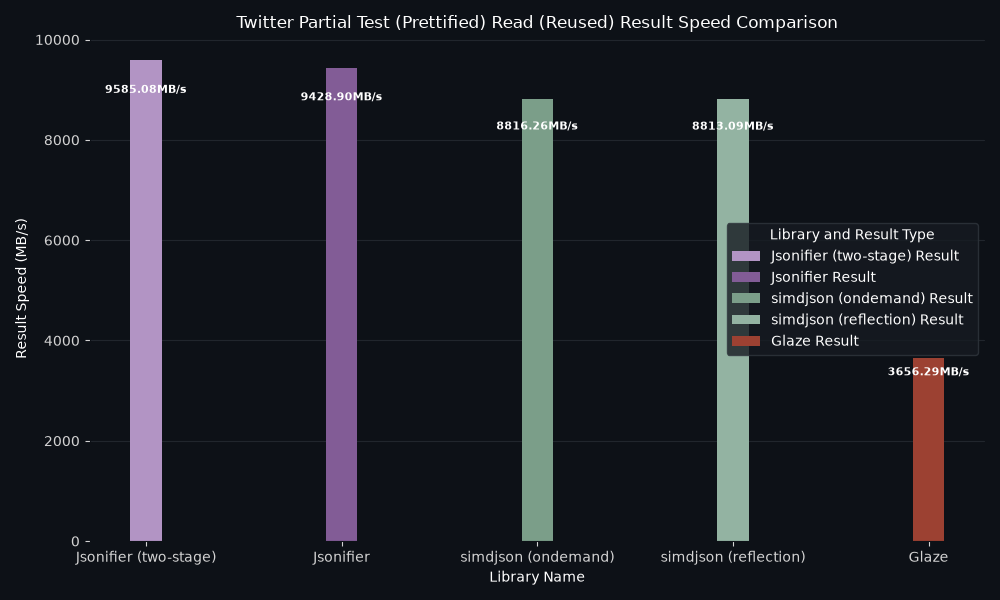 Twitter Partial Test (Prettified) Read (Reused) Result Speed Comparison
10000
8000
6000
4000
2000
0
Result Speed (MB/s)
9585.08MB/s
9428.90MB/s
8816.26MB/s
8813.09MB/s
3656.29MB/s
Library and Result Type
Jsonifier (two-stage) Result
Jsonifier Result
simdjson (ondemand) Result
simdjson (reflection) Result
Glaze Result
Jsonifier (two-stage)
Jsonifier
simdjson (ondemand)
simdjson (reflection)
Glaze
Library Name